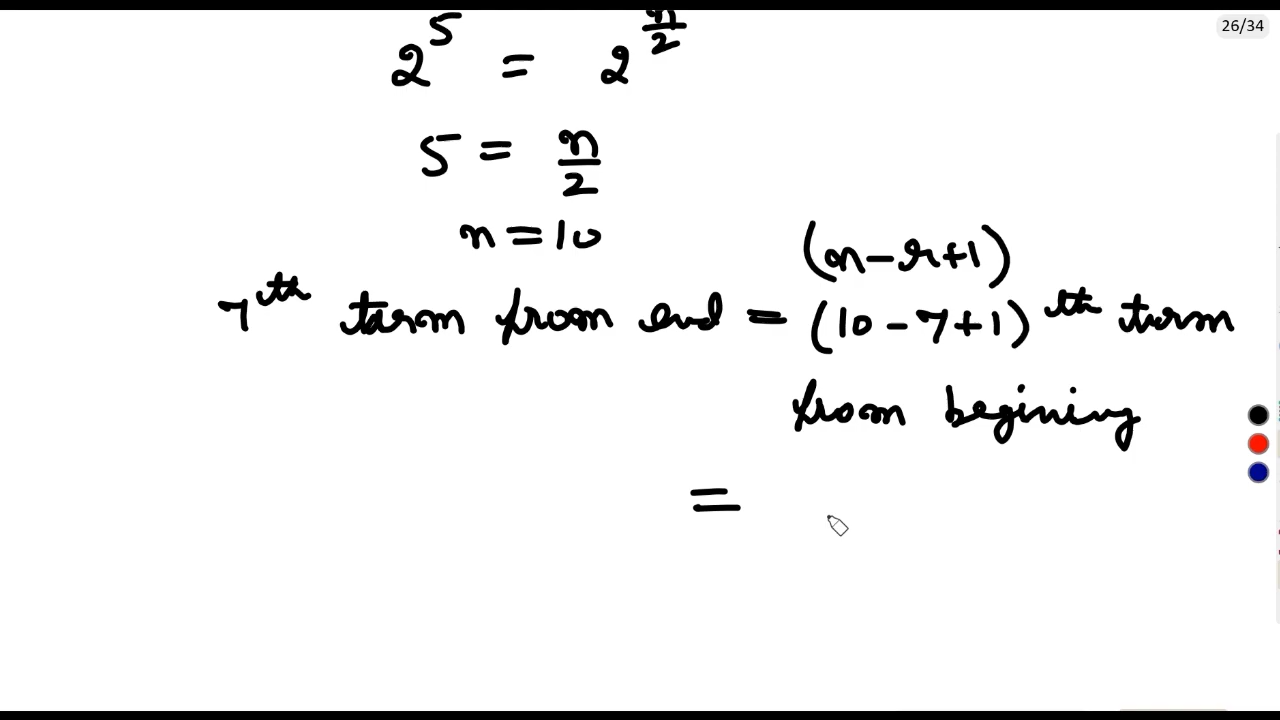 26/34
2^5 = 2^(n/2)
5 = n/2
n = 10
(n - r + 1)
7th term from end = (10 - 7 + 1)th term
from begining
=